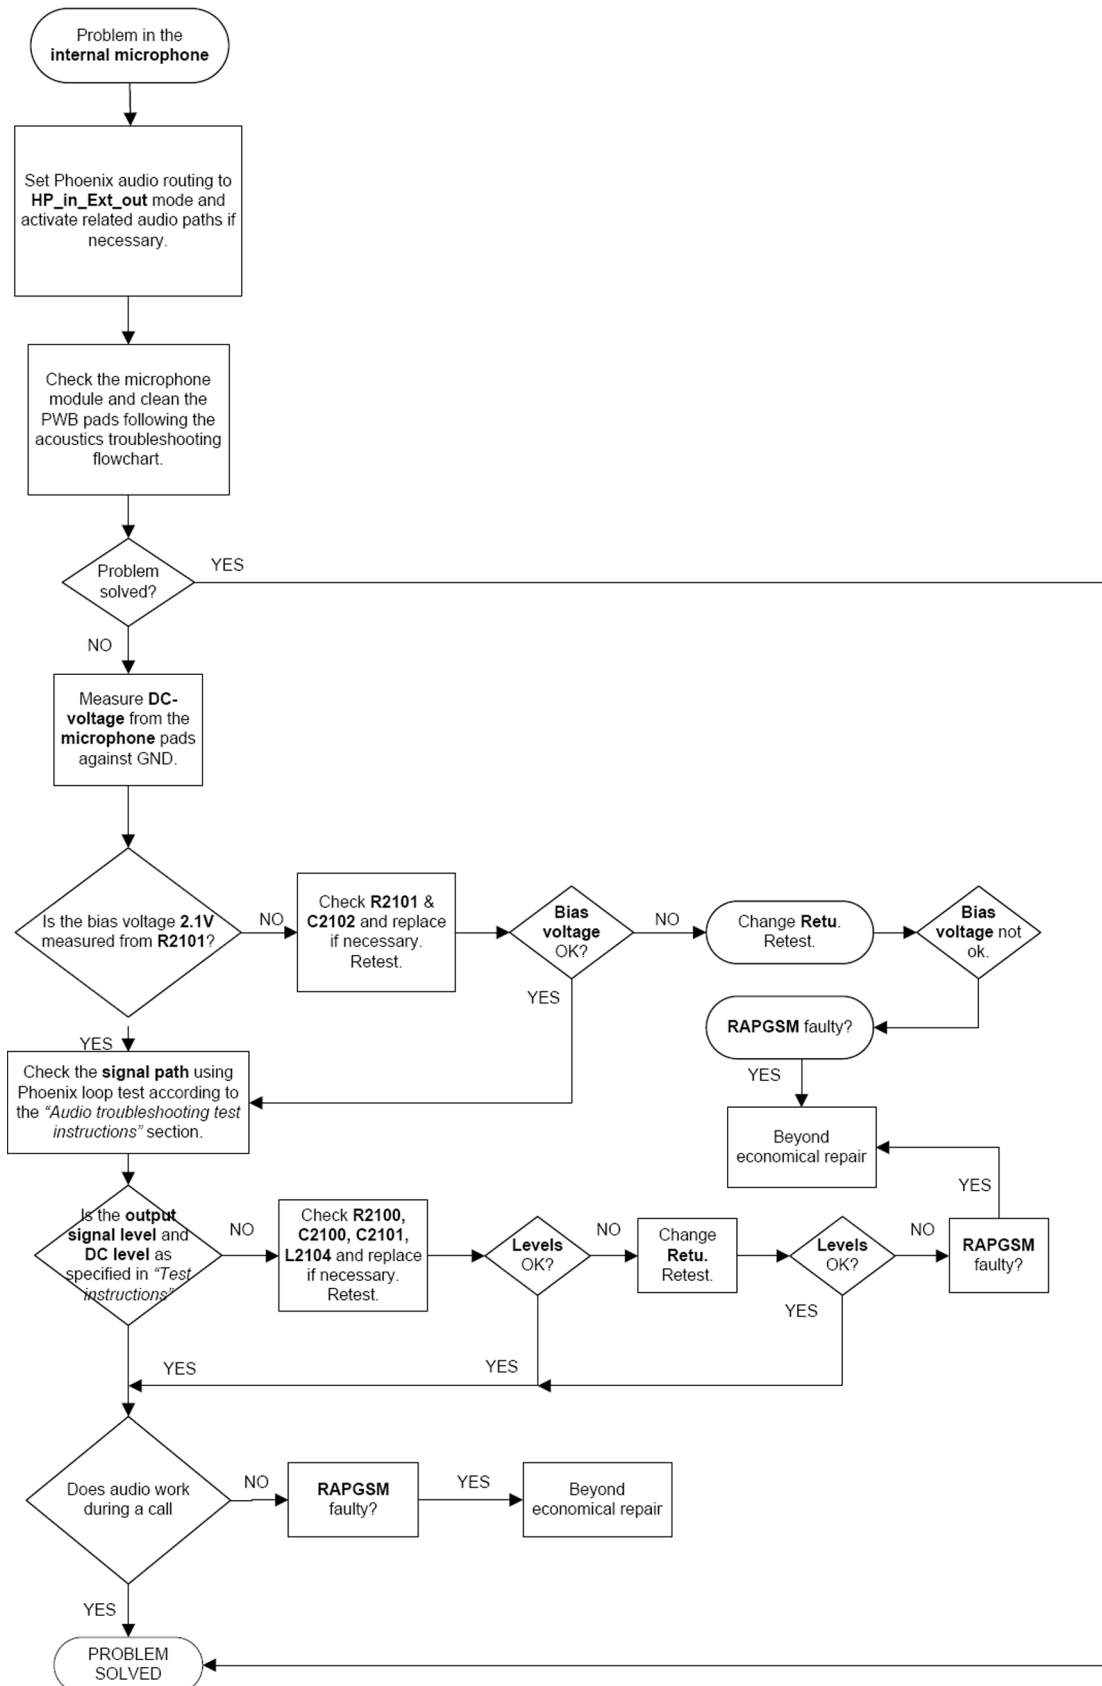 Problem in the
internal microphone
Set Phoenix audio routing to
HP_in_Ext_out mode and
activate related audio paths if
necessary.
Check the microphone
module and clean the
PWB pads following the
acoustics troubleshooting
flowchart.
Problem
solved?
YES
NO
Measure DC-
voltage from the
microphone pads
against GND.
Is the bias voltage 2.1V
measured from R2101?
NO
Check R2101 &
C2102 and replace
if necessary.
Retest.
Bias
voltage
OK?
NO
Change Retu.
Retest.
Bias
voltage not
ok.
YES
RAPGSM faulty?
YES
Beyond
economical repair
YES
Check the signal path using
Phoenix loop test according to
the “Audio troubleshooting test
instructions” section.
Is the output
signal level and
DC level as
specified in “Test
instructions”
NO
Check R2100,
C2100, C2101,
L2104 and replace
if necessary.
Retest.
Levels
OK?
NO
Change
Retu.
Retest.
Levels
OK?
NO
RAPGSM
faulty?
YES
YES
YES
YES
Does audio work
during a call
NO
RAPGSM
faulty?
YES
Beyond
economical repair
YES
PROBLEM
SOLVED